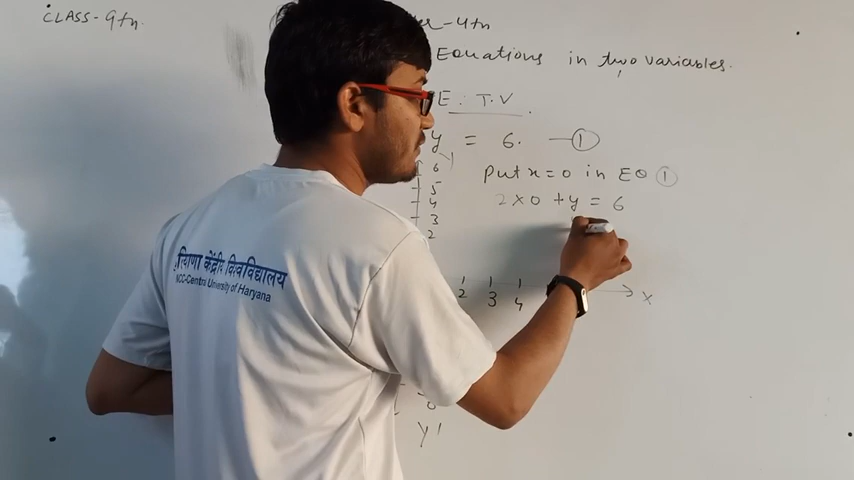 CLASS-9th.
-4th
Equations in two variables.
E: T.V.
y = 6. —①
Put x=0 in EQ ①
2×0 +y = 6
6
5
4
3
2
2 3 4
x
y'
केंद्रीय विश्वविद्यालय
NCC-Central University of Haryana